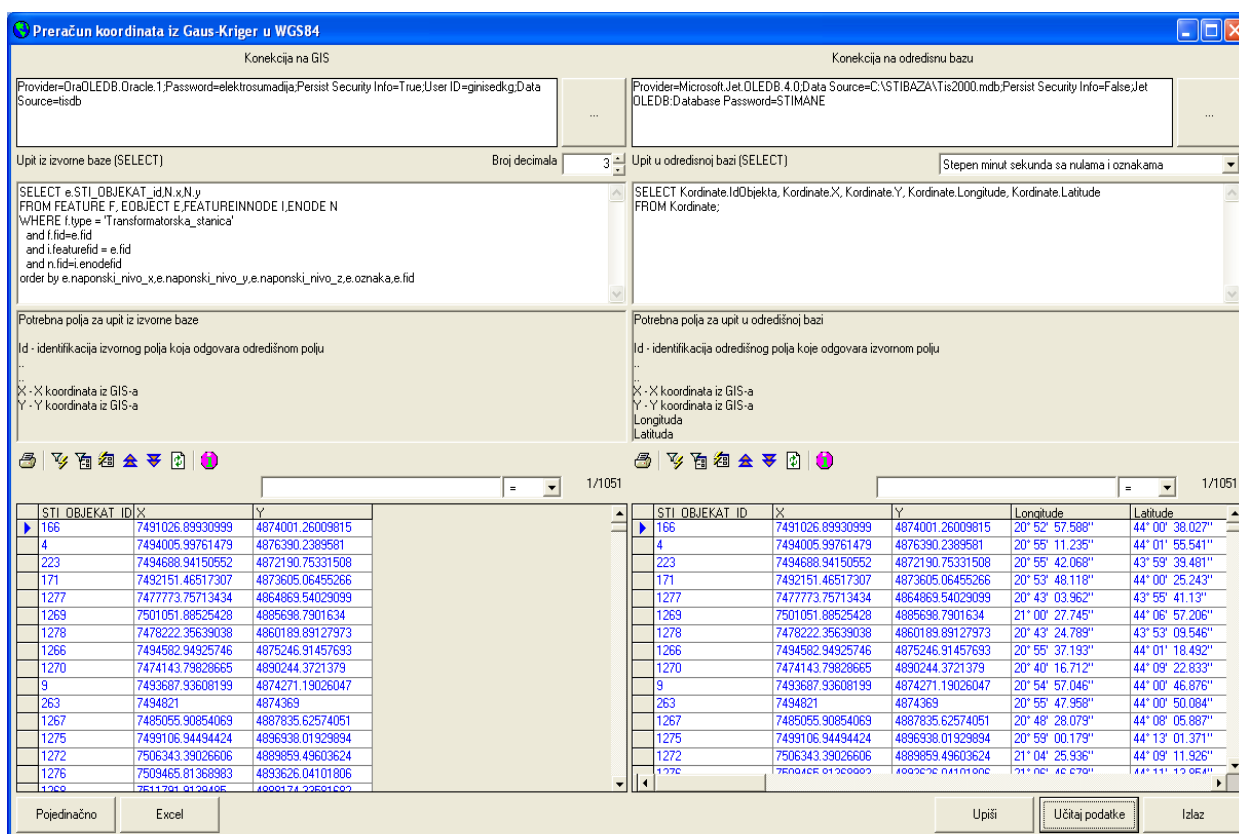 Preračun koordinata iz Gaus-Kriger u WGS84
Konekcija na GIS
Provider=OraOLEDB.Oracle.1;Password=elektrosumadija;Persist Security Info=True;User ID=ginisedkg;Data
Source=tisdb
...
Upit iz izvorne baze (SELECT)
Broj decimala 3
SELECT e.STI_OBJEKAT_id,N.x,N.y
FROM FEATURE F, EOBJECT E,FEATUREINNODE I,ENODE N
WHERE f.type = 'Transformatorska_stanica'
and f.fid=e.fid
and i.featurefid = e.fid
and n.fid=i.enodefid
order by e.naponski_nivo_x,e.naponski_nivo_y,e.naponski_nivo_z,e.oznaka,e.fid
Potrebna polja za upit iz izvorne baze
Id - identifikacija izvornog polja koja odgovara odredišnom polju
..
..
X - X koordinata iz GIS-a
Y - Y koordinata iz GIS-a
= 1/1051
STI_OBJEKAT_ID X Y
166 7491026.89930999 4874001.26009815
4 7494005.99761479 4876390.2389581
223 7494688.94150552 4872190.75331508
171 7492151.46517307 4873605.06455266
1277 7477773.75713434 4864869.54029099
1269 7501051.88525428 4885698.7901634
1278 7478222.35639038 4860189.89127973
1266 7494582.94925746 4875246.91457693
1270 7474143.79828665 4890244.3721379
9 7493687.93608199 4874271.19026047
263 7494821 4874369
1267 7485055.90854069 4887835.62574051
1275 7499106.94494424 4896938.01929894
1272 7506343.39026606 4889859.49603624
1276 7509465.81368983 4893626.04101806
1268 7511791.9139485 4888174.33581682
Konekcija na odredisnu bazu
Provider=Microsoft.Jet.OLEDB.4.0;Data Source=C:\STIBAZA\Tis2000.mdb;Persist Security Info=False;Jet
OLEDB:Database Password=STIMANE
...
Upit u odredisnoj bazi (SELECT)
Stepen minut sekunda sa nulama i oznakama
SELECT Kordinate.IdObjekta, Kordinate.X, Kordinate.Y, Kordinate.Longitude, Kordinate.Latitude
FROM Kordinate;
Potrebna polja za upit u odredišnoj bazi
Id - identifikacija odredišnog polja koje odgovara izvornom polju
..
..
X - X koordinata iz GIS-a
Y - Y koordinata iz GIS-a
Longituda
Latituda
= 1/1051
STI_OBJEKAT_ID X Y Longitude Latitude
166 7491026.89930999 4874001.26009815 20° 52' 57.588'' 44° 00' 38.027''
4 7494005.99761479 4876390.2389581 20° 55' 11.235'' 44° 01' 55.541''
223 7494688.94150552 4872190.75331508 20° 55' 42.068'' 43° 59' 39.481''
171 7492151.46517307 4873605.06455266 20° 53' 48.118'' 44° 00' 25.243''
1277 7477773.75713434 4864869.54029099 20° 43' 03.962'' 43° 55' 41.13''
1269 7501051.88525428 4885698.7901634 21° 00' 27.745'' 44° 06' 57.206''
1278 7478222.35639038 4860189.89127973 20° 43' 24.789'' 43° 53' 09.546''
1266 7494582.94925746 4875246.91457693 20° 55' 37.193'' 44° 01' 18.492''
1270 7474143.79828665 4890244.3721379 20° 40' 16.712'' 44° 09' 22.833''
9 7493687.93608199 4874271.19026047 20° 54' 57.046'' 44° 00' 46.876''
263 7494821 4874369 20° 55' 47.958'' 44° 00' 50.084''
1267 7485055.90854069 4887835.62574051 20° 48' 28.079'' 44° 08' 05.887''
1275 7499106.94494424 4896938.01929894 20° 59' 00.179'' 44° 13' 01.371''
1272 7506343.39026606 4889859.49603624 21° 04' 25.936'' 44° 09' 11.926''
1276 7509465.81368983 4893626.04101806 21° 06' 46.679'' 44° 11' 13.854''
Pojedinačno
Excel
Upiši
Učitaj podatke
Izlaz